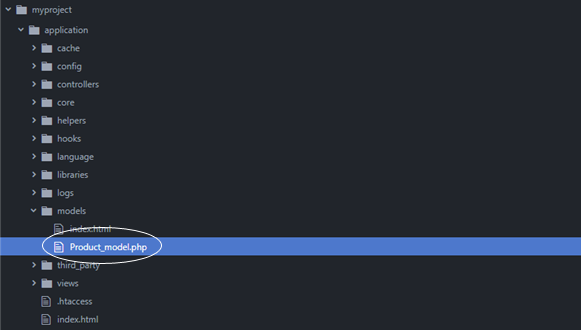 myproject
application
cache
config
controllers
core
helpers
hooks
language
libraries
logs
models
index.html
Product_model.php
third_party
views
.htaccess
index.html